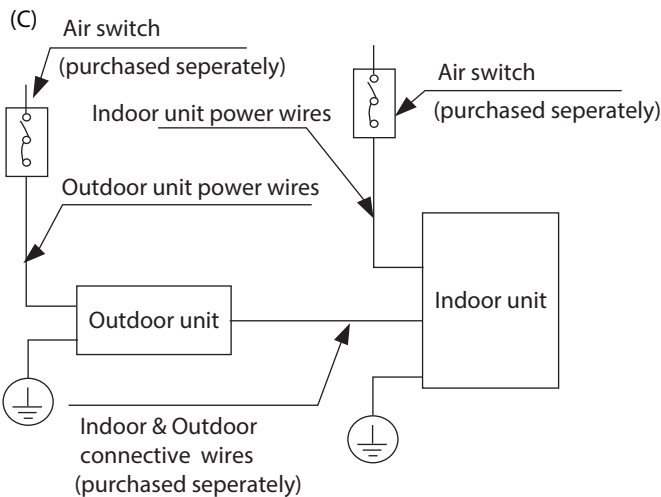 (C)
Air switch
(purchased seperately)
Air switch
(purchased seperately)
Indoor unit power wires
Outdoor unit power wires
Indoor unit
Outdoor unit
Indoor & Outdoor
connective wires
(purchased seperately)